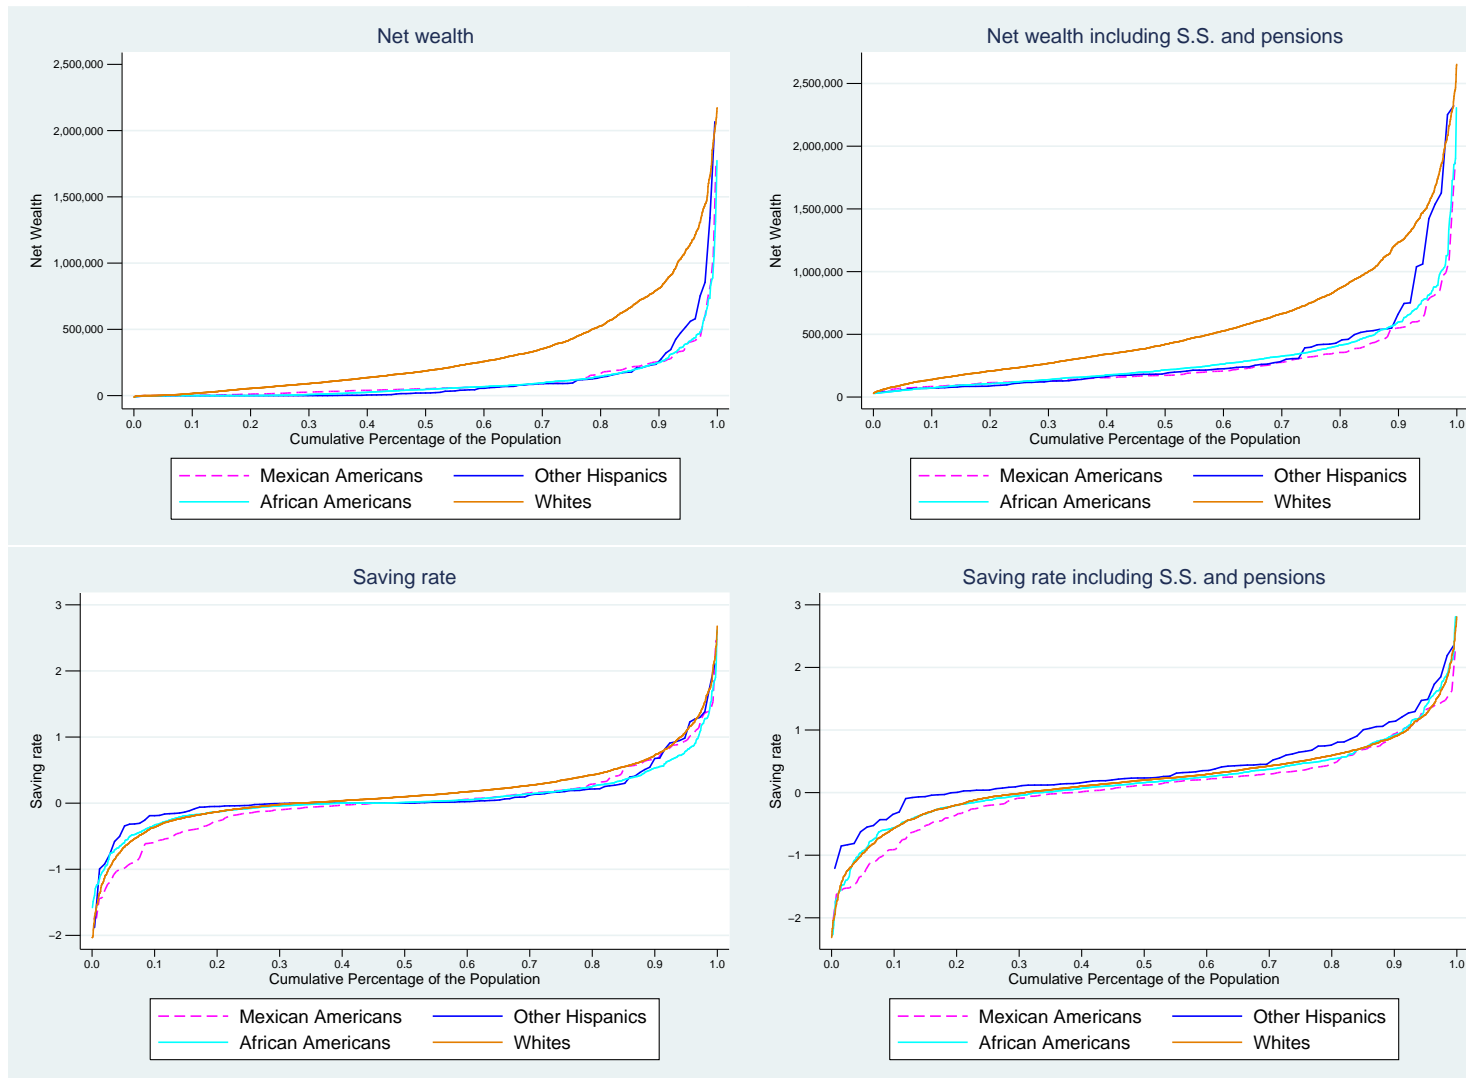 Net wealth
2,500,000
2,000,000
1,500,000
1,000,000
500,000
0
Net Wealth
0.0 0.1 0.2 0.3 0.4 0.5 0.6 0.7 0.8 0.9 1.0
Cumulative Percentage of the Population
Mexican Americans Other Hispanics
African Americans Whites
Net wealth including S.S. and pensions
2,500,000
2,000,000
1,500,000
1,000,000
500,000
0
Net Wealth
0.0 0.1 0.2 0.3 0.4 0.5 0.6 0.7 0.8 0.9 1.0
Cumulative Percentage of the Population
Mexican Americans Other Hispanics
African Americans Whites
Saving rate
3
2
1
0
−1
−2
Saving rate
0.0 0.1 0.2 0.3 0.4 0.5 0.6 0.7 0.8 0.9 1.0
Cumulative Percentage of the Population
Mexican Americans Other Hispanics
African Americans Whites
Saving rate including S.S. and pensions
3
2
1
0
−1
−2
Saving rate
0.0 0.1 0.2 0.3 0.4 0.5 0.6 0.7 0.8 0.9 1.0
Cumulative Percentage of the Population
Mexican Americans Other Hispanics
African Americans Whites